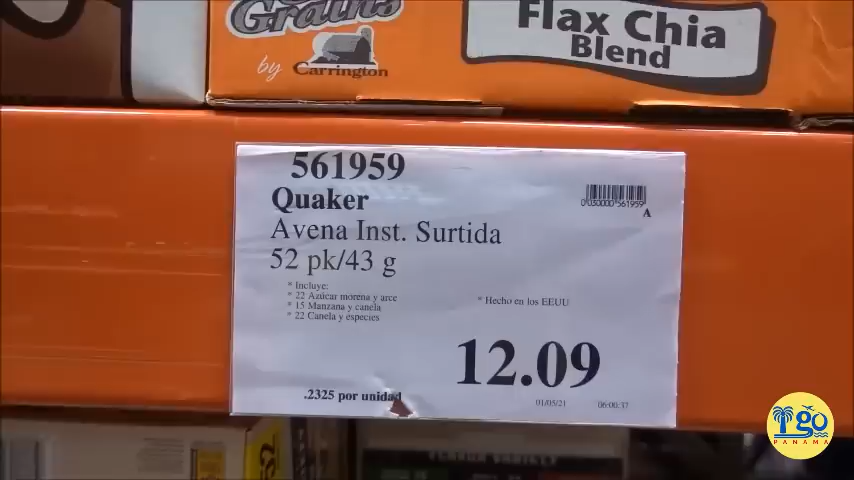 Grains
by Carrington
Flax Chia
Blend
561959
Quaker
Avena Inst. Surtida
52 pk/43 g
* Incluye:
* 22 Azúcar morena y arce
* 15 Manzana y canela
* 22 Canela y especies
0 030000 561959
A
* Hecho en los EEUU
12.09
.2325 por unidad
01/05/21 06:00:37
go
PANAMA